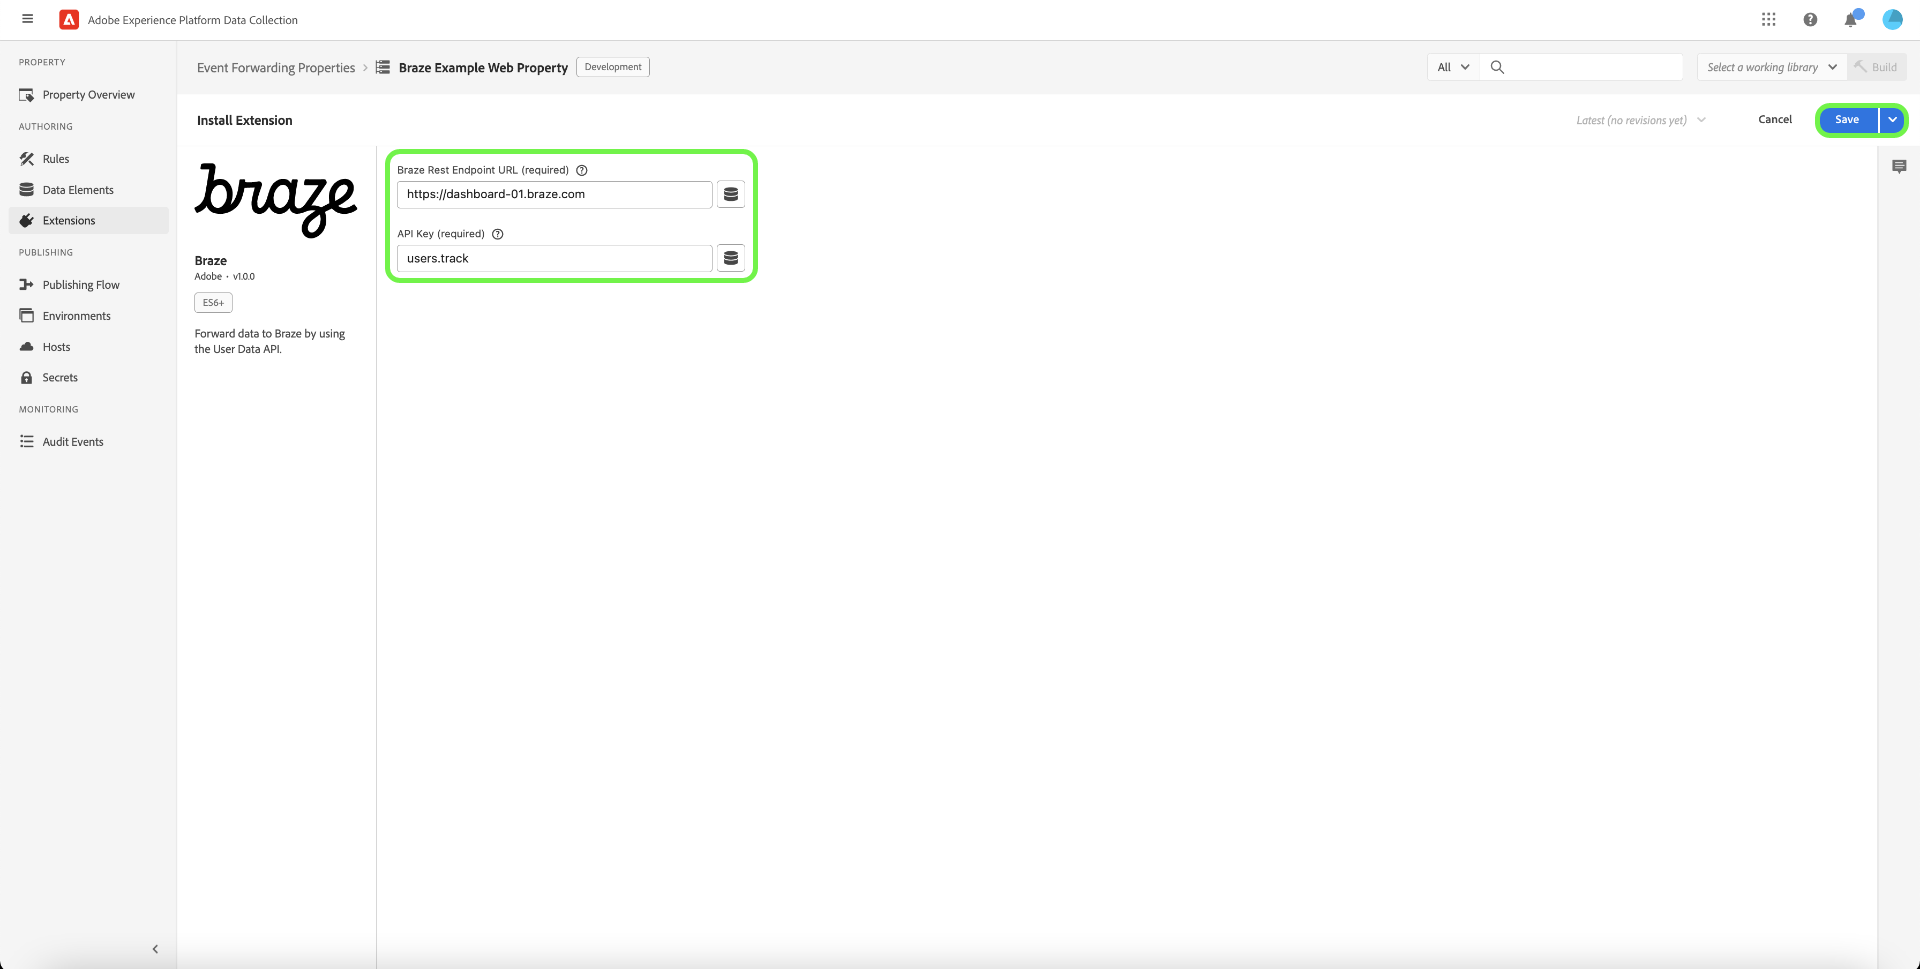 Adobe Experience Platform Data Collection
PROPERTY
Property Overview
AUTHORING
Rules
Data Elements
Extensions
PUBLISHING
Publishing Flow
Environments
Hosts
Secrets
MONITORING
Audit Events
Event Forwarding Properties > Braze Example Web Property Development
All
Select a working library
Build
Install Extension
Latest (no revisions yet)
Cancel
Save
braze
Braze
Adobe · v1.0.0
ES6+
Forward data to Braze by using
the User Data API.
Braze Rest Endpoint URL (required)
https://dashboard-01.braze.com
API Key (required)
users.track